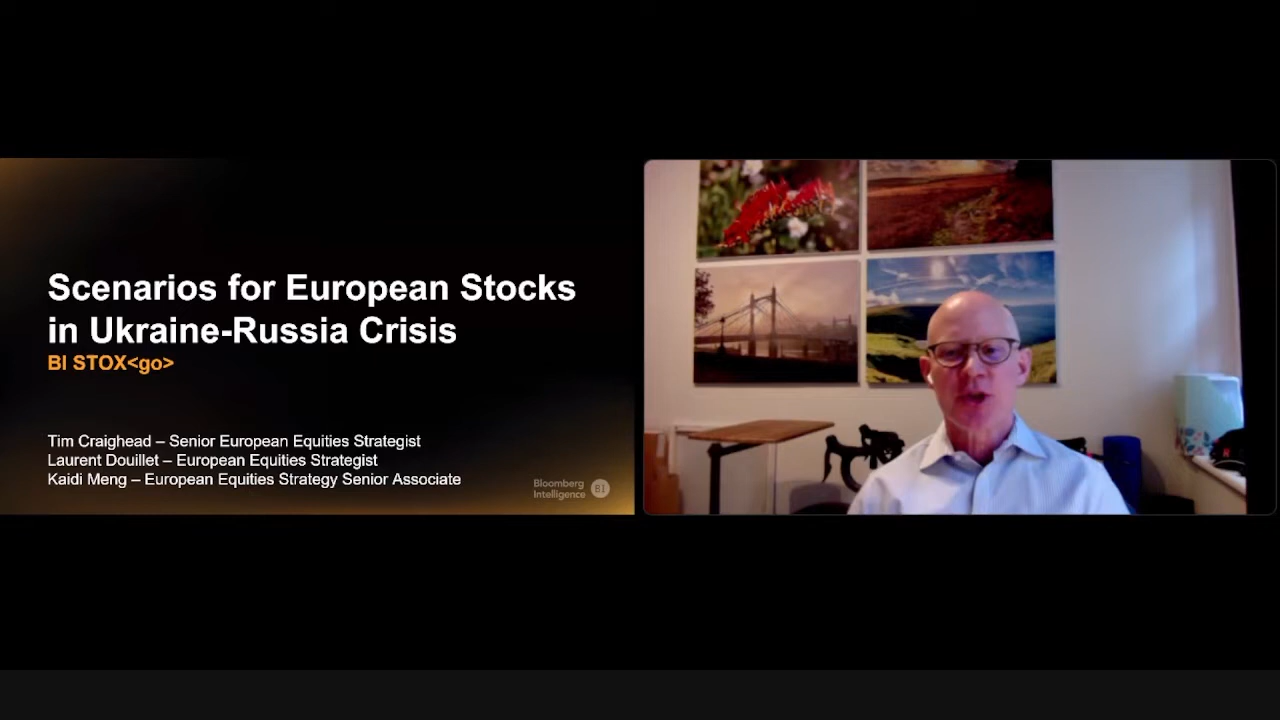 Scenarios for European Stocks
in Ukraine-Russia Crisis
BI STOX<go>
Tim Craighead – Senior European Equities Strategist
Laurent Douillet – European Equities Strategist
Kaidi Meng – European Equities Strategy Senior Associate
Bloomberg
Intelligence
BI